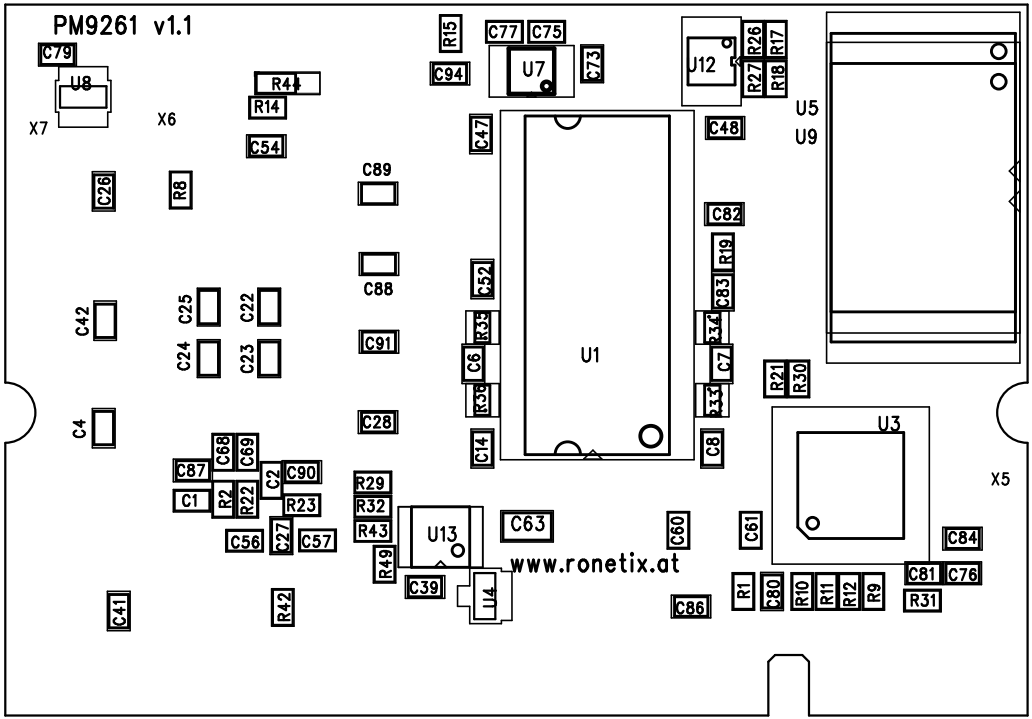 PM9261 v1.1
R15
C77
C75
R26
R17
C79
C94
U7
C73
U12
R27
R18
U8
R44
R14
U5
X7
X6
C47
C48
U9
C54
C89
C26
R8
C82
R19
C52
C83
C88
C42
C25
C22
R35
R34
C91
U1
C24
C23
C6
C7
R21
R30
R36
R33
C4
C28
U3
C14
C8
C68
C69
C87
C2
C90
X5
R29
C1
R2
R22
R23
R32
C56
C27
C57
R43
U13
C63
C60
C61
C84
R49
www.ronetix.at
C39
U4
C81
C76
C41
R42
C86
R1
C80
R10
R11
R12
R9
R31